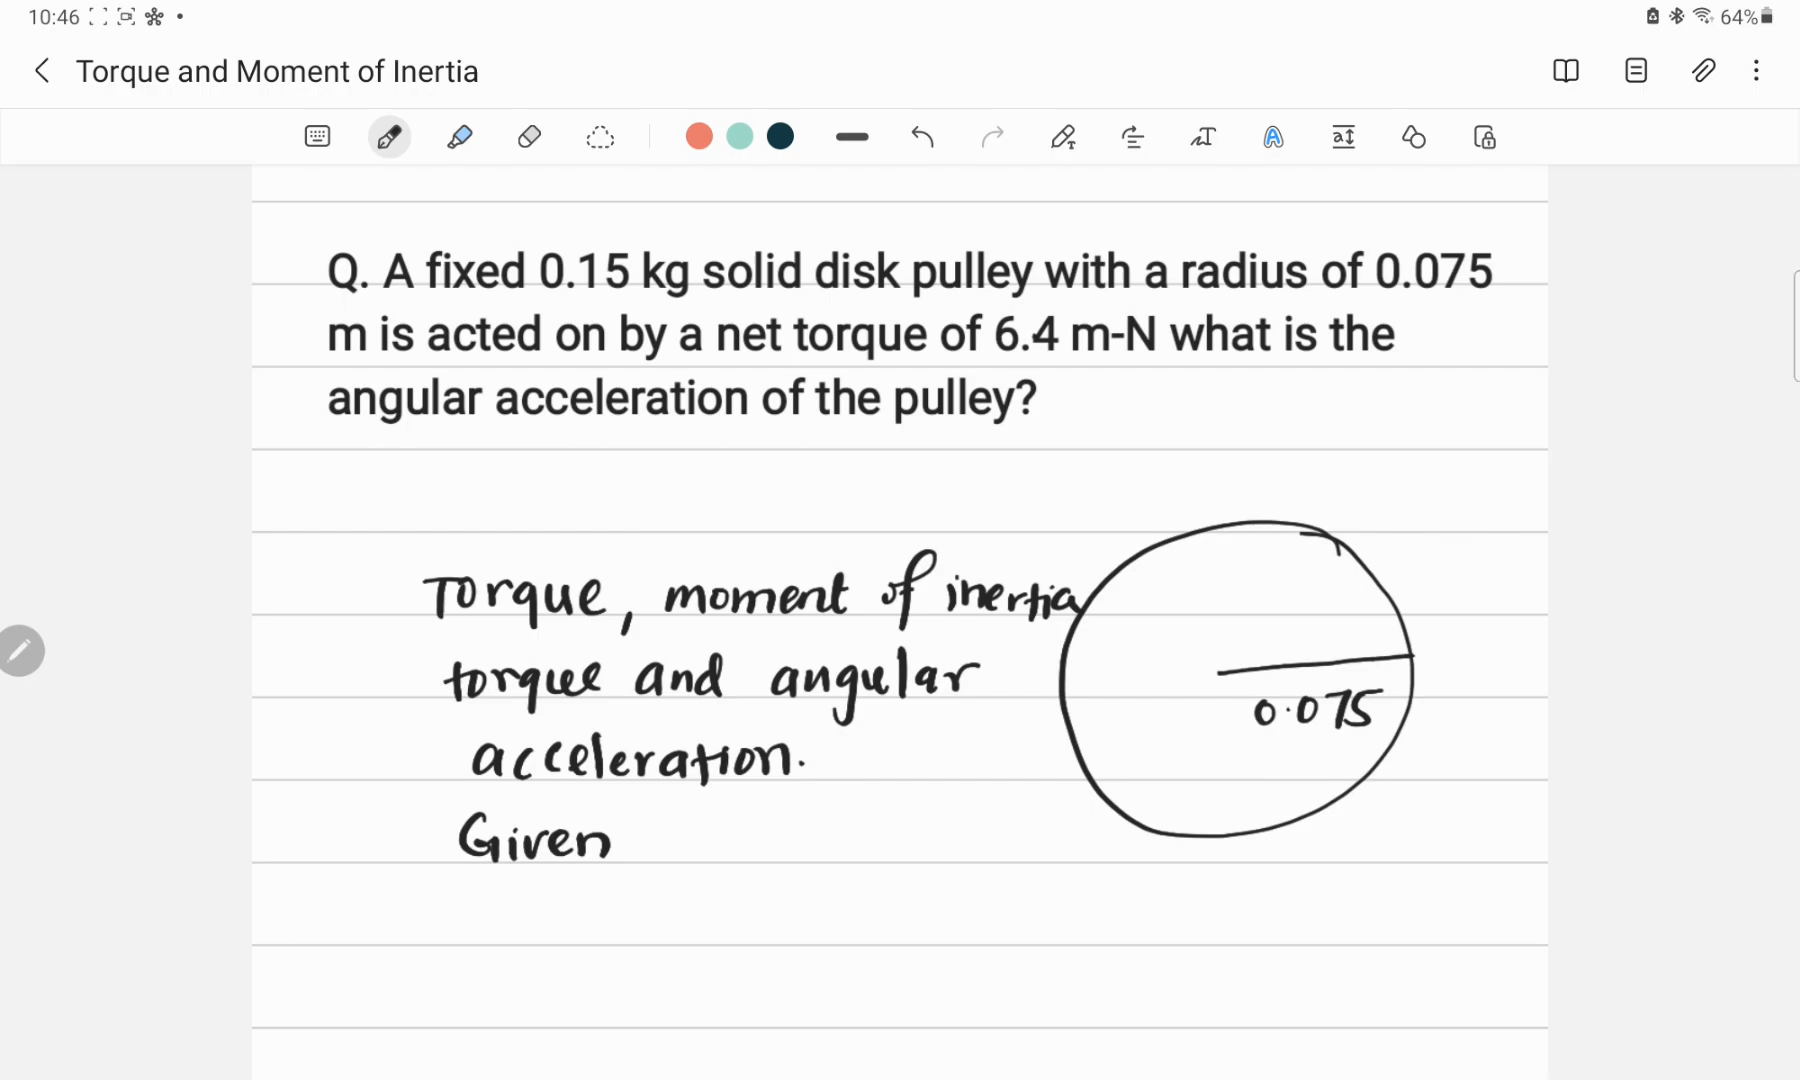 10:46
64%
Torque and Moment of Inertia
Q. A fixed 0.15 kg solid disk pulley with a radius of 0.075
m is acted on by a net torque of 6.4 m-N what is the
angular acceleration of the pulley?
Torque, moment of inertia
torque and angular
acceleration.
Given
0.075